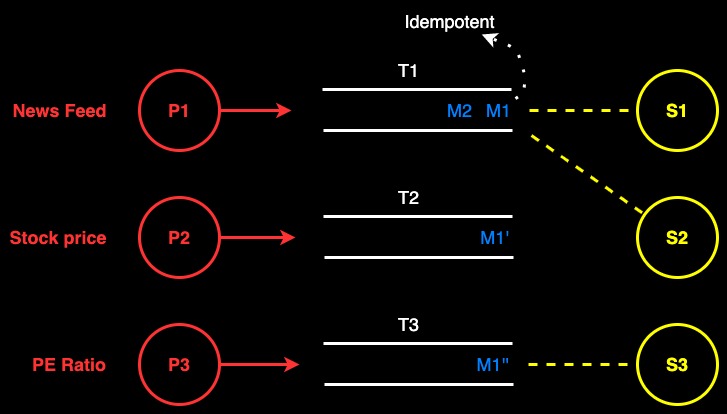 Idempotent
T1
News Feed P1 M2 M1 S1
T2
Stock price P2 M1' S2
T3
PE Ratio P3 M1" S3